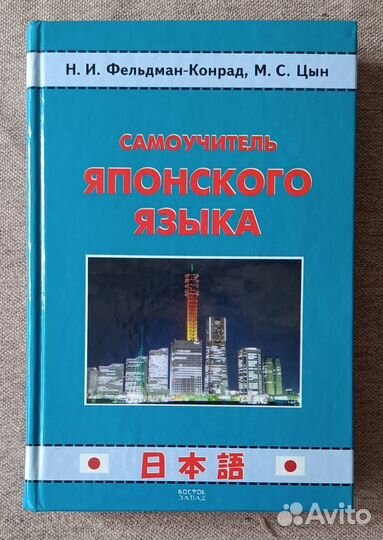 Н. И. Фельдман-Конрад, М. С. Цын
САМОУЧИТЕЛЬ
ЯПОНСКОГО
ЯЗЫКА
日本語
ВОСТОК
ЗАПАД
Avito